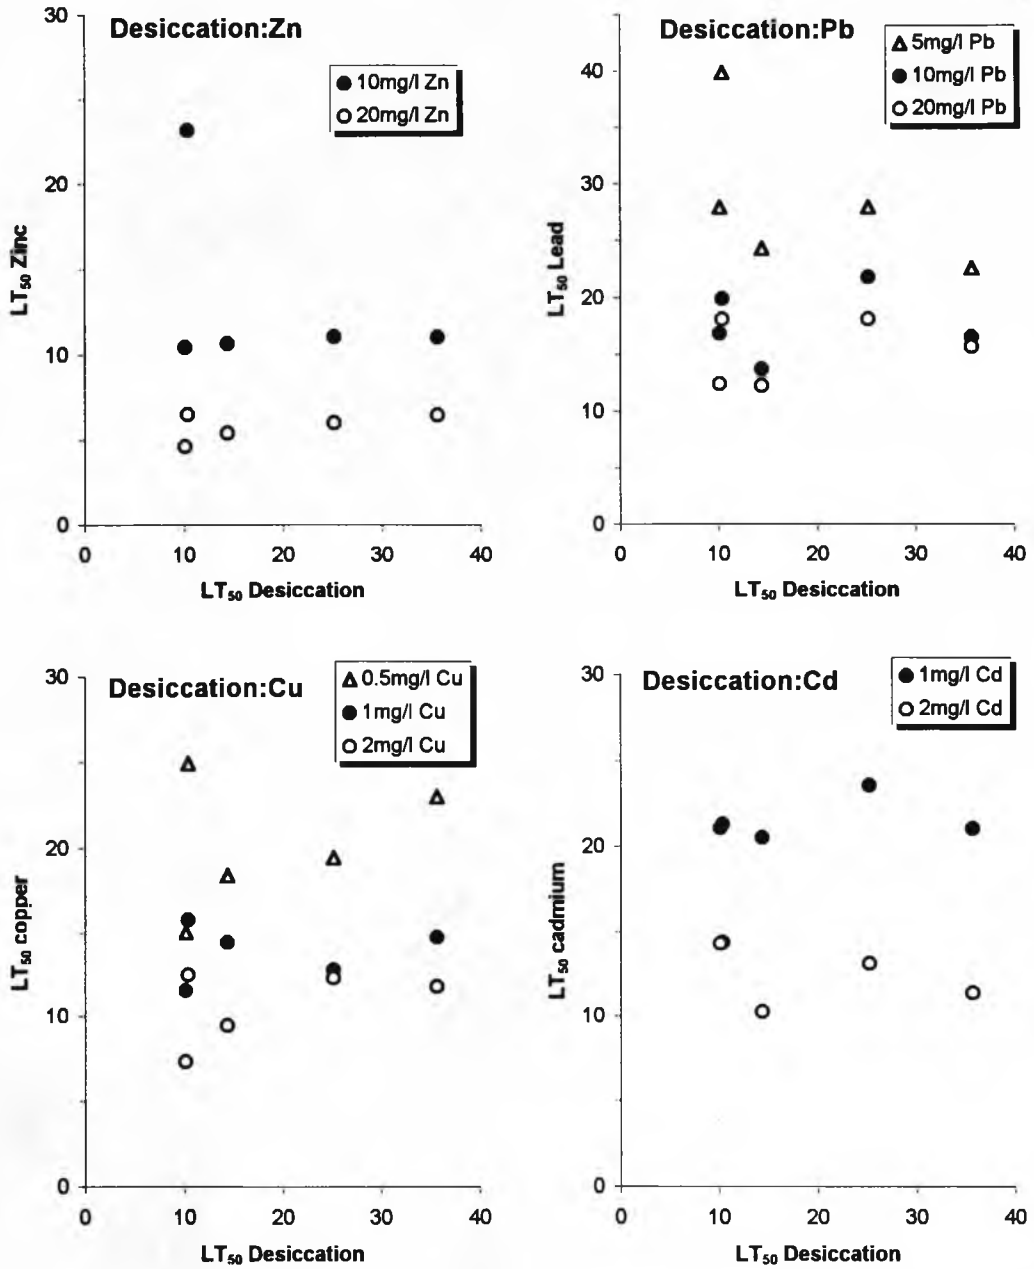 Desiccation:Zn
10mg/l Zn
20mg/l Zn
30
20
10
0
LT50 Zinc
0 10 20 30 40
LT50 Desiccation
Desiccation:Pb
5mg/l Pb
10mg/l Pb
20mg/l Pb
40
30
20
10
0
LT50 Lead
0 10 20 30 40
LT50 Desiccation
Desiccation:Cu
0.5mg/l Cu
1mg/l Cu
2mg/l Cu
30
20
10
0
LT50 copper
0 10 20 30 40
LT50 Desiccation
Desiccation:Cd
1mg/l Cd
2mg/l Cd
30
20
10
0
LT50 cadmium
0 10 20 30 40
LT50 Desiccation